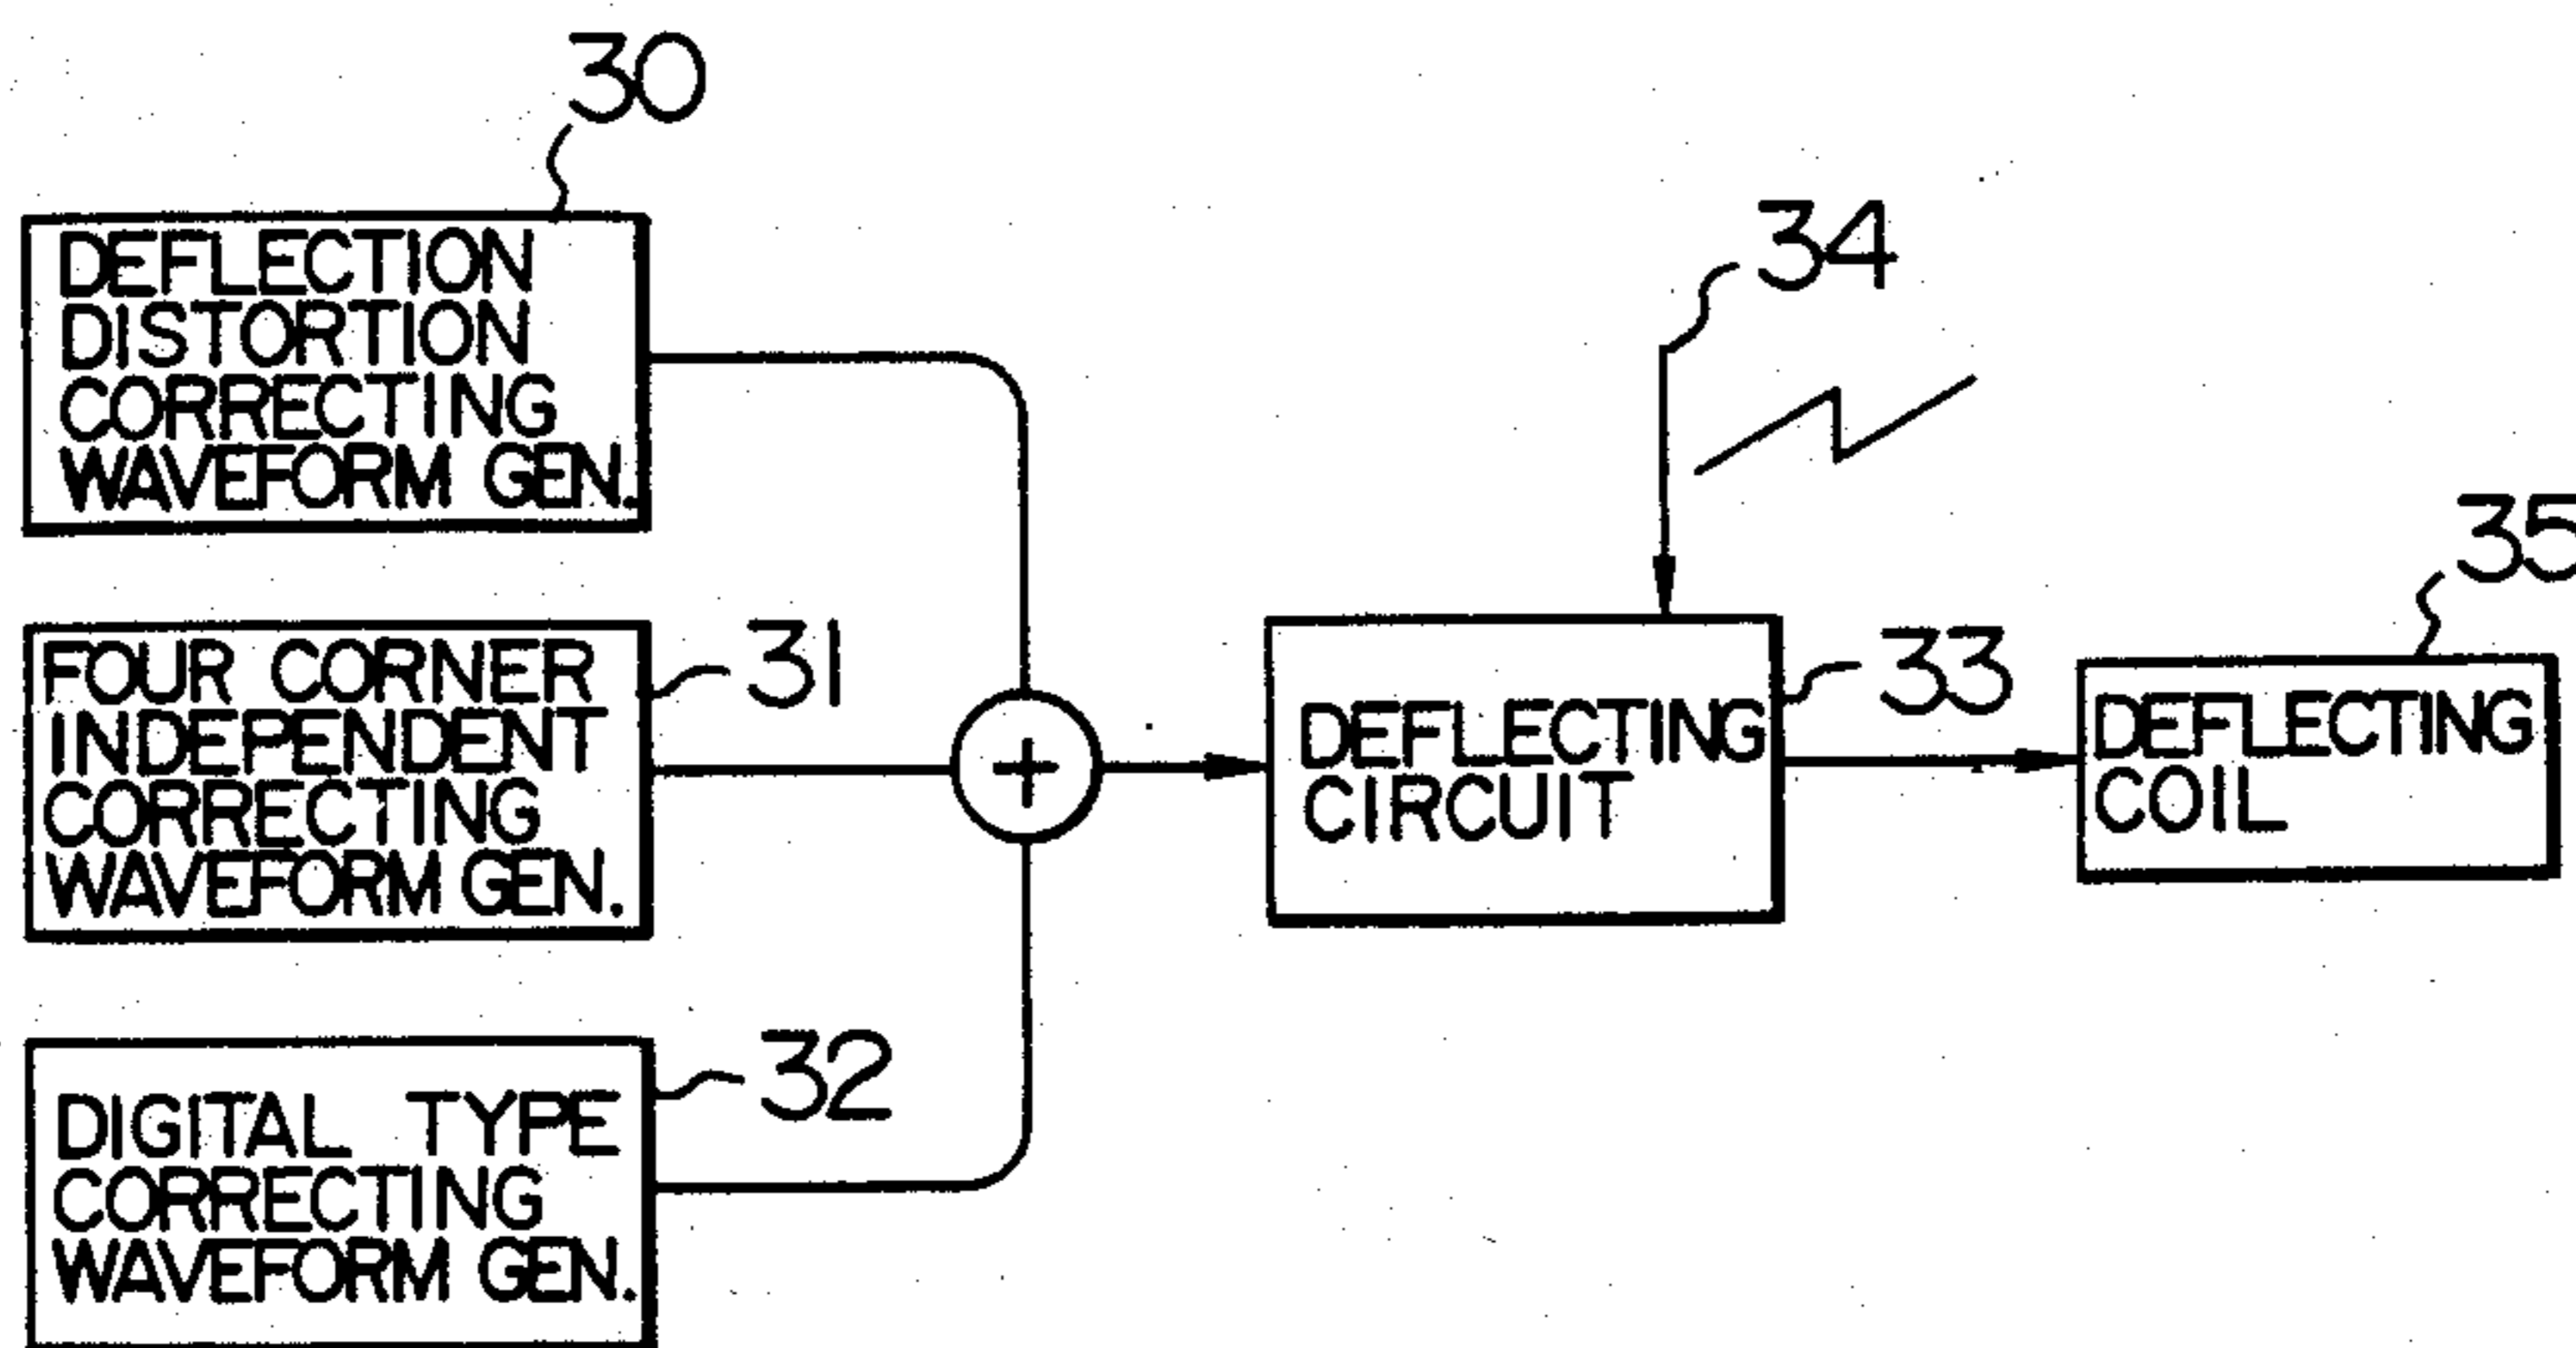 30
DEFLECTION
DISTORTION
CORRECTING
WAVEFORM GEN.
34
35
FOUR CORNER
INDEPENDENT
CORRECTING
WAVEFORM GEN.
31
+
DEFLECTING
CIRCUIT
33
DEFLECTING
COIL
DIGITAL TYPE
CORRECTING
WAVEFORM GEN.
32